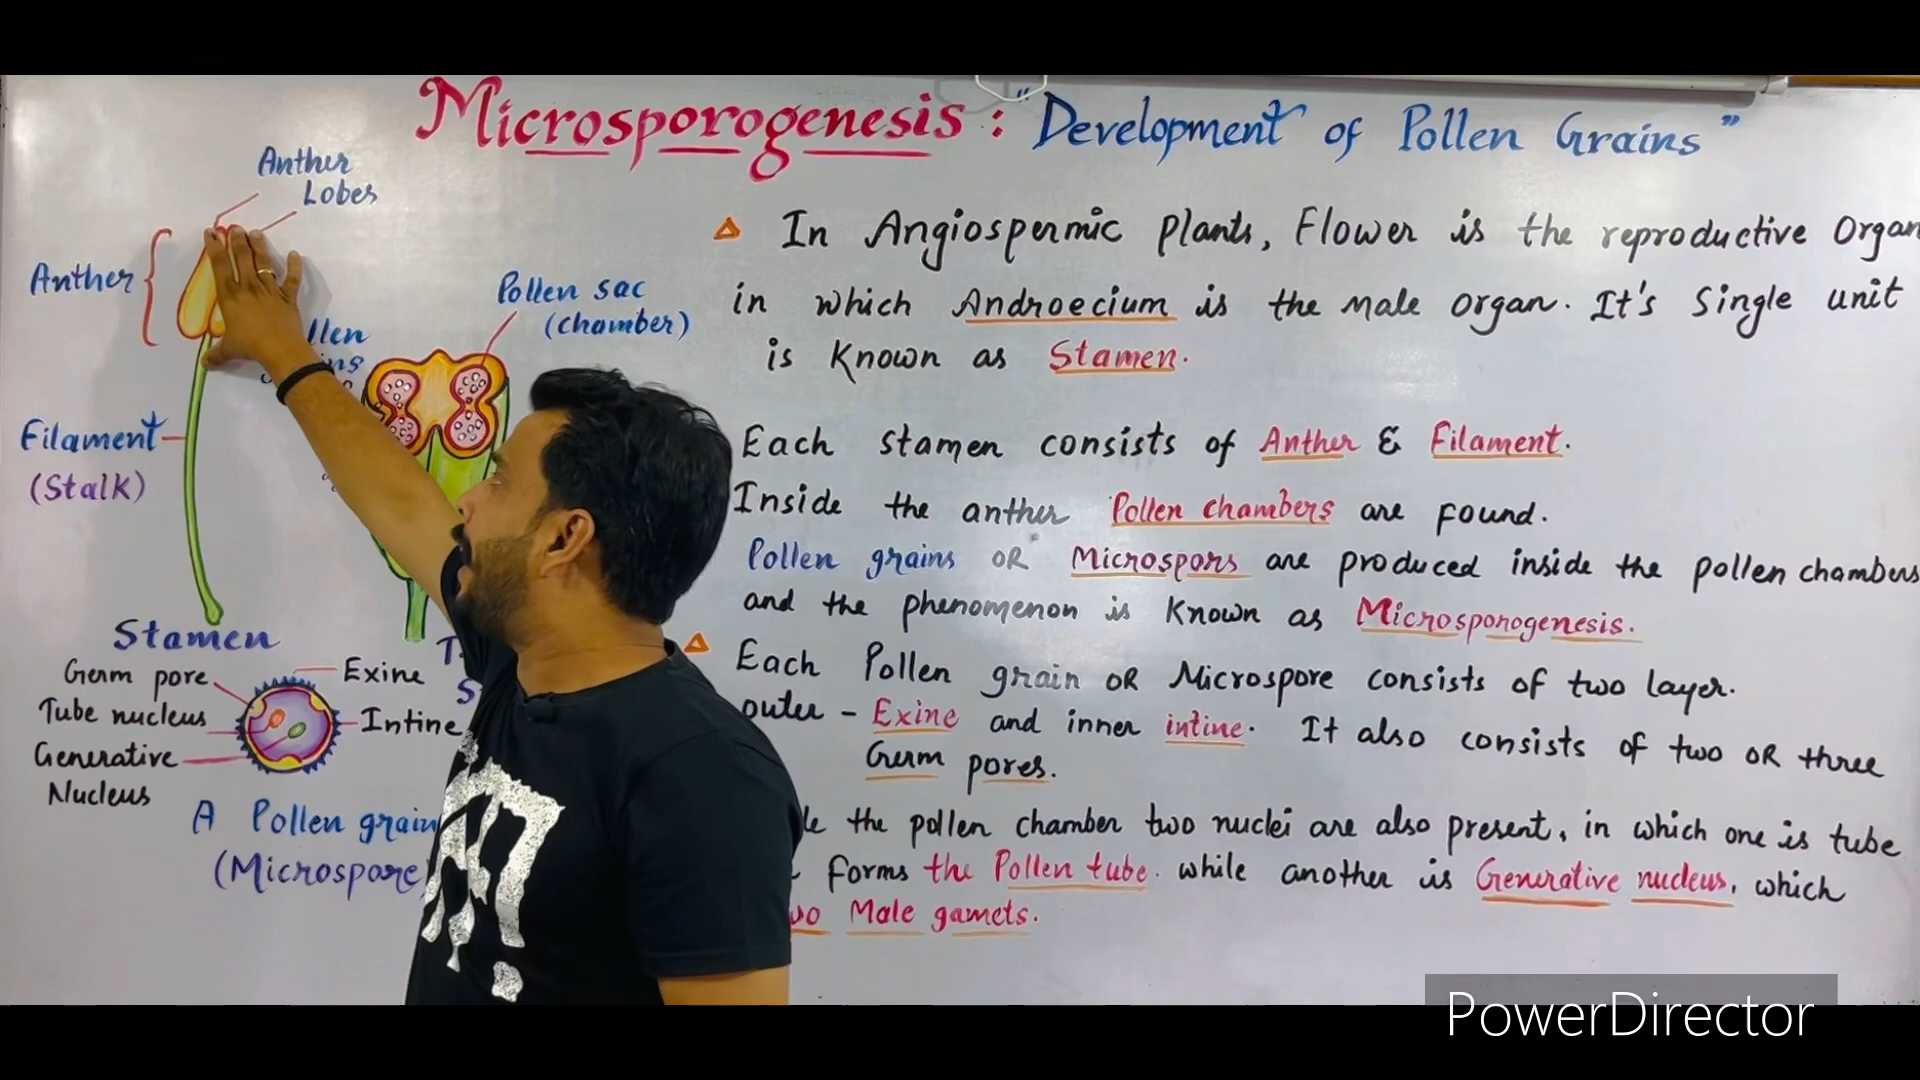 Microsporogenesis : "Development of Pollen Grains"
Anther
Lobes
Anther
Pollen sac
(chamber)
Filament
(Stalk)
Stamen
Germ pore
Exine
Tube nucleus
Intine
Generative
Nucleus
A Pollen grain
(Microspore)
In Angiospermic plants, Flower is the reproductive Organ
in which Androecium is the male organ. It's Single unit
is Known as Stamen.
Each stamen consists of Anther & Filament.
Inside the anther Pollen chambers are found.
Pollen grains OR Microspors are produced inside the pollen chambers
and the phenomenon is Known as Microsporogenesis.
Each Pollen grain OR Microspore consists of two layer.
outer - Exine and inner intine. It also consists of two OR three
Germ pores.
the pollen chamber two nuclei are also present, in which one is tube
forms the Pollen tube. while another is Generative nucleus, which
Male gamets.
PowerDirector